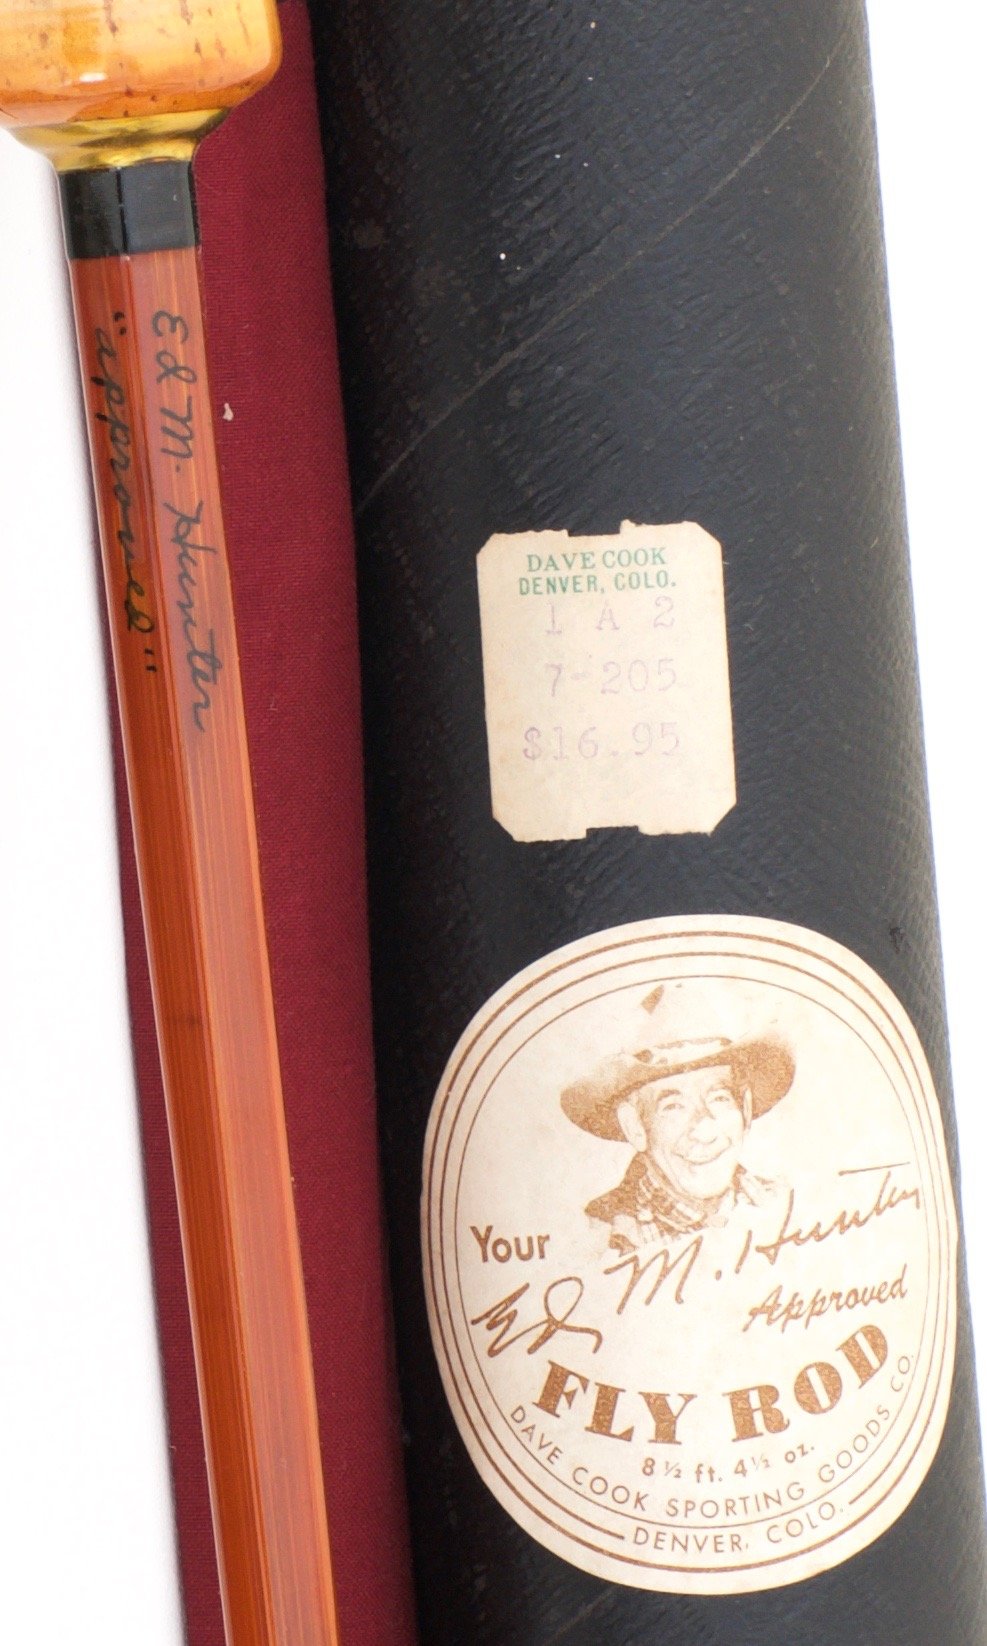 Ed M. Hunter
"approved"
DAVE COOK
DENVER, COLO.
1 A 2
7-205
$16.95
Your
Ed M. Hunter
Approved
FLY ROD
8½ ft. 4½ oz.
DAVE COOK SPORTING GOODS CO.
DENVER, COLO.